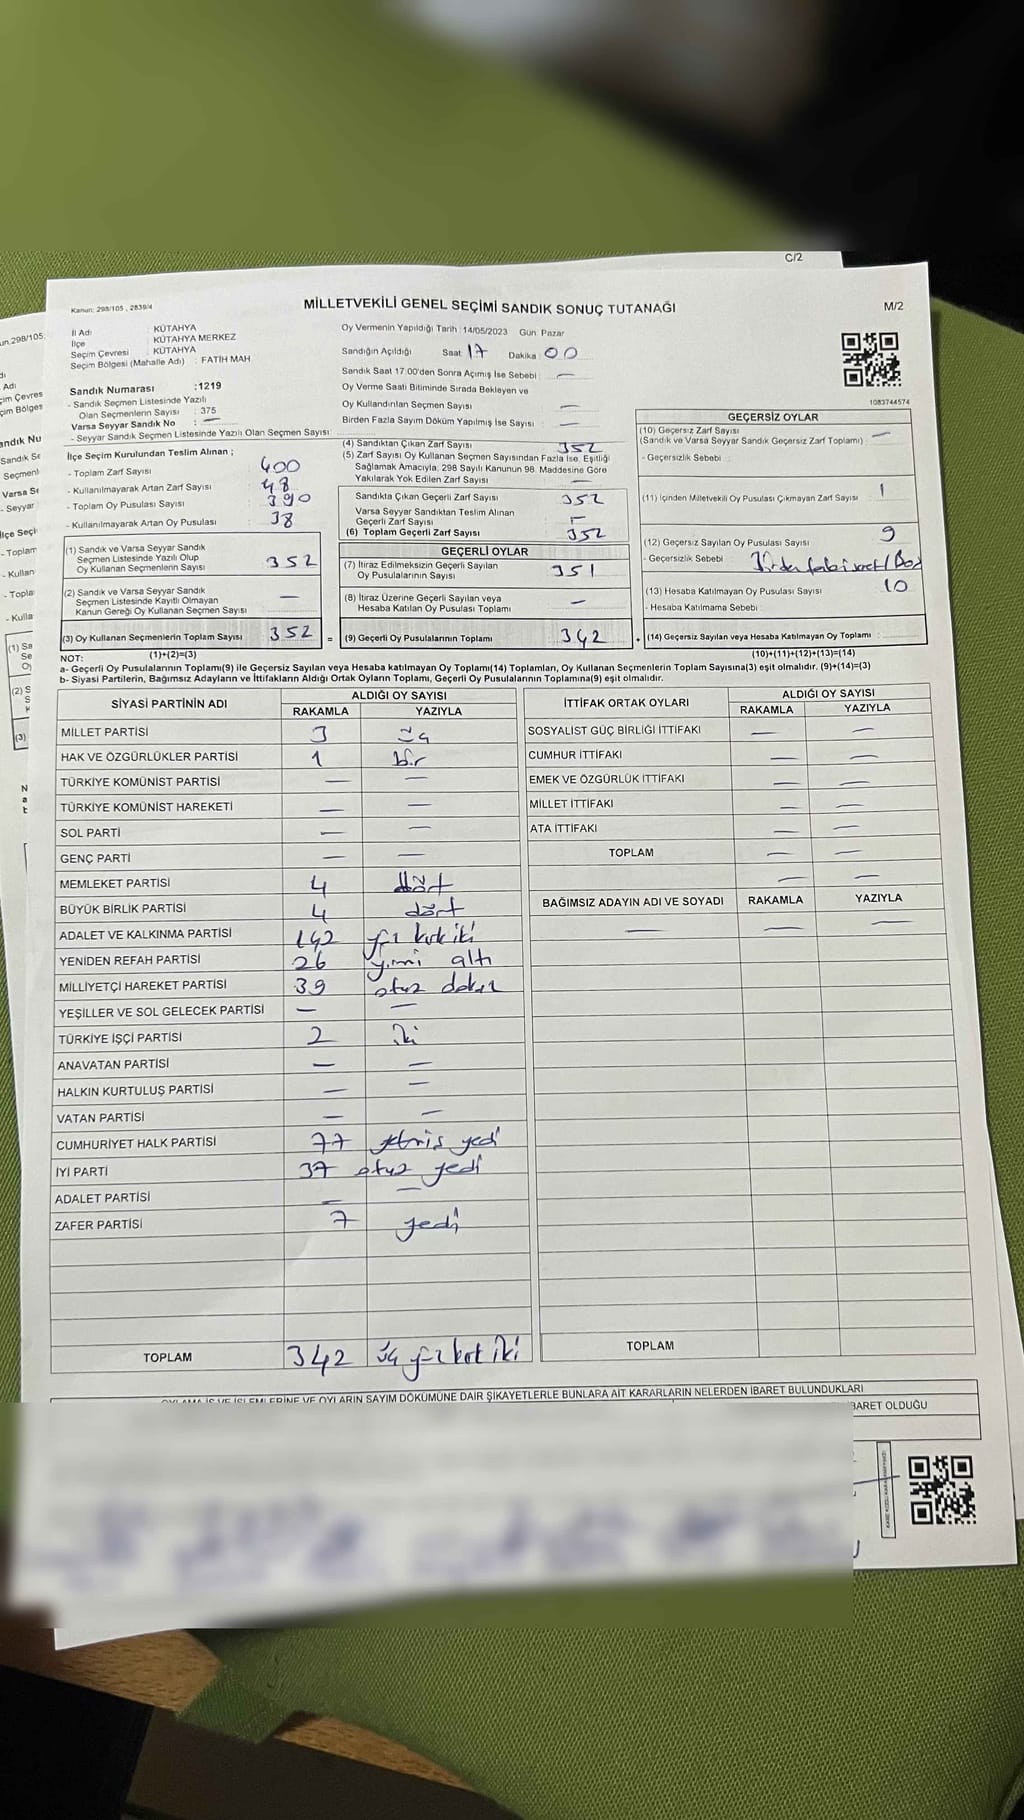 C/2
Kanun: 298/105 , 2839/4
MİLLETVEKİLİ GENEL SEÇİMİ SANDIK SONUÇ TUTANAĞI
M/2
İl Adı : KÜTAHYA
İlçe : KÜTAHYA MERKEZ
Seçim Çevresi : KÜTAHYA
Seçim Bölgesi (Mahalle Adı) : FATİH MAH
Sandık Numarası :1219
- Sandık Seçmen Listesinde Yazılı
Olan Seçmenlerin Sayısı : 375
Varsa Seyyar Sandık No : —
- Seyyar Sandık Seçmen Listesinde Yazılı Olan Seçmen Sayısı:
İlçe Seçim Kurulundan Teslim Alınan ;
- Toplam Zarf Sayısı 400
- Kullanılmayarak Artan Zarf Sayısı 48
- Toplam Oy Pusulası Sayısı 390
- Kullanılmayarak Artan Oy Pusulası 38
(1) Sandık ve Varsa Seyyar Sandık
Seçmen Listesinde Yazılı Olup
Oy Kullanan Seçmenlerin Sayısı 352
(2) Sandık ve Varsa Seyyar Sandık
Seçmen Listesinde Kayıtlı Olmayan
Kanun Gereği Oy Kullanan Seçmen Sayısı —
(3) Oy Kullanan Seçmenlerin Toplam Sayısı 352 =
(1)+(2)=(3)
Oy Vermenin Yapıldığı Tarih : 14/05/2023 Gün: Pazar
Sandığın Açıldığı Saat 17 Dakika : 00
Sandık Saat 17:00'den Sonra Açımış İse Sebebi : —
Oy Verme Saati Bitiminde Sırada Bekleyen ve
Oy Kullandırılan Seçmen Sayısı —
Birden Fazla Sayım Döküm Yapılmış İse Sayısı : —
(4) Sandıktan Çıkan Zarf Sayısı 352
(5) Zarf Sayısı Oy Kullanan Seçmen Sayısından Fazla İse, Eşitliği
Sağlamak Amacıyla, 298 Sayılı Kanunun 98. Maddesine Göre
Yakılarak Yok Edilen Zarf Sayısı —
Sandıkta Çıkan Geçerli Zarf Sayısı 352
Varsa Seyyar Sandıktan Teslim Alınan
Geçerli Zarf Sayısı —
(6) Toplam Geçerli Zarf Sayısı 352
GEÇERLİ OYLAR
(7) İtiraz Edilmeksizin Geçerli Sayılan
Oy Pusulalarının Sayısı 351
(8) İtiraz Üzerine Geçerli Sayılan veya
Hesaba Katılan Oy Pusulası Toplamı —
(9) Geçerli Oy Pusulalarının Toplamı 342 +
1083744574
GEÇERSİZ OYLAR
(10) Geçersiz Zarf Sayısı
(Sandık ve Varsa Seyyar Sandık Geçersiz Zarf Toplamı) —
- Geçersizlik Sebebi :
(11) İçinden Milletvekili Oy Pusulası Çıkmayan Zarf Sayısı 1
(12) Geçersiz Sayılan Oy Pusulası Sayısı 9
- Geçersizlik Sebebi
(13) Hesaba Katılmayan Oy Pusulası Sayısı 10
- Hesaba Katılmama Sebebi :
(14) Geçersiz Sayılan veya Hesaba Katılmayan Oy Toplamı
(10)+(11)+(12)+(13)=(14)
NOT:
a- Geçerli Oy Pusulalarının Toplamı(9) ile Geçersiz Sayılan veya Hesaba katılmayan Oy Toplamı(14) Toplamları, Oy Kullanan Seçmenlerin Toplam Sayısına(3) eşit olmalıdır. (9)+(14)=(3)
b- Siyasi Partilerin, Bağımsız Adayların ve İttifakların Aldığı Ortak Oyların Toplamı, Geçerli Oy Pusulalarının Toplamına(9) eşit olmalıdır.
SİYASİ PARTİNİN ADI ALDIĞI OY SAYISI
RAKAMLA YAZIYLA
MİLLET PARTİSİ 3 üç
HAK VE ÖZGÜRLÜKLER PARTİSİ 1 bir
TÜRKİYE KOMÜNİST PARTİSİ — —
TÜRKİYE KOMÜNİST HAREKETİ — —
SOL PARTİ — —
GENÇ PARTİ — —
MEMLEKET PARTİSİ 4 dört
BÜYÜK BİRLİK PARTİSİ 4 dört
ADALET VE KALKINMA PARTİSİ 142 yüz kırk iki
YENİDEN REFAH PARTİSİ 26 yirmi altı
MİLLİYETÇİ HAREKET PARTİSİ 39 otuz dokuz
YEŞİLLER VE SOL GELECEK PARTİSİ — —
TÜRKİYE İŞÇİ PARTİSİ 2 iki
ANAVATAN PARTİSİ — —
HALKIN KURTULUŞ PARTİSİ — —
VATAN PARTİSİ — —
CUMHURİYET HALK PARTİSİ 77 yetmiş yedi
İYİ PARTİ 37 otuz yedi
ADALET PARTİSİ — —
ZAFER PARTİSİ 7 yedi
TOPLAM 342 üç yüz kırk iki
İTTİFAK ORTAK OYLARI ALDIĞI OY SAYISI
RAKAMLA YAZIYLA
SOSYALİST GÜÇ BİRLİĞİ İTTİFAKI — —
CUMHUR İTTİFAKI — —
EMEK VE ÖZGÜRLÜK İTTİFAKI — —
MİLLET İTTİFAKI — —
ATA İTTİFAKI — —
TOPLAM — —
— —
BAĞIMSIZ ADAYIN ADI VE SOYADI RAKAMLA YAZIYLA
— — —
TOPLAM
OYLAMA İŞ VE İŞLEMLERİNE VE OYLARIN SAYIM DÖKÜMÜNE DAİR ŞİKAYETLERLE BUNLARA AİT KARARLARIN NELERDEN İBARET BULUNDUKLARI
BARET OLDUĞU